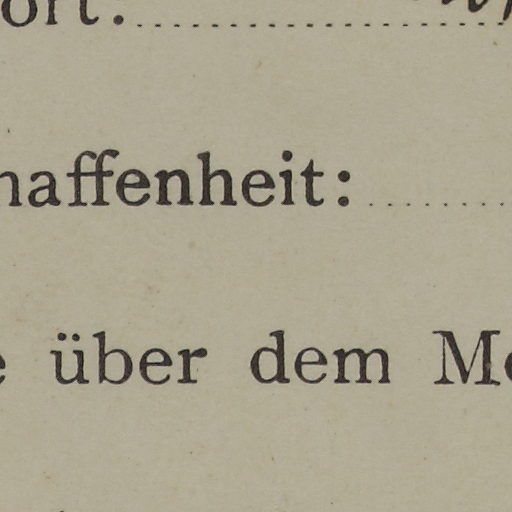 ort:
haffenheit:
e über dem Me